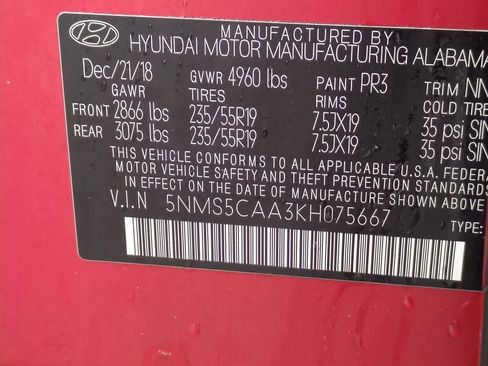 MANUFACTURED BY
HYUNDAI MOTOR MANUFACTURING ALABAMA
Dec/21/18 GVWR 4960 lbs PAINT PR3 TRIM NN
GAWR TIRES RIMS COLD TIRE
FRONT 2866 lbs 235/55R19 7.5JX19 35 psi SIN
REAR 3075 lbs 235/55R19 7.5JX19 35 psi SIN
THIS VEHICLE CONFORMS TO ALL APPLICABLE U.S.A. FEDERA
MOTOR VEHICLE SAFETY AND THEFT PREVENTION STANDARDS
IN EFFECT ON THE DATE OF MANUFACTURE SHOWN ABOVE.
V.I.N 5NMS5CAA3KH075667